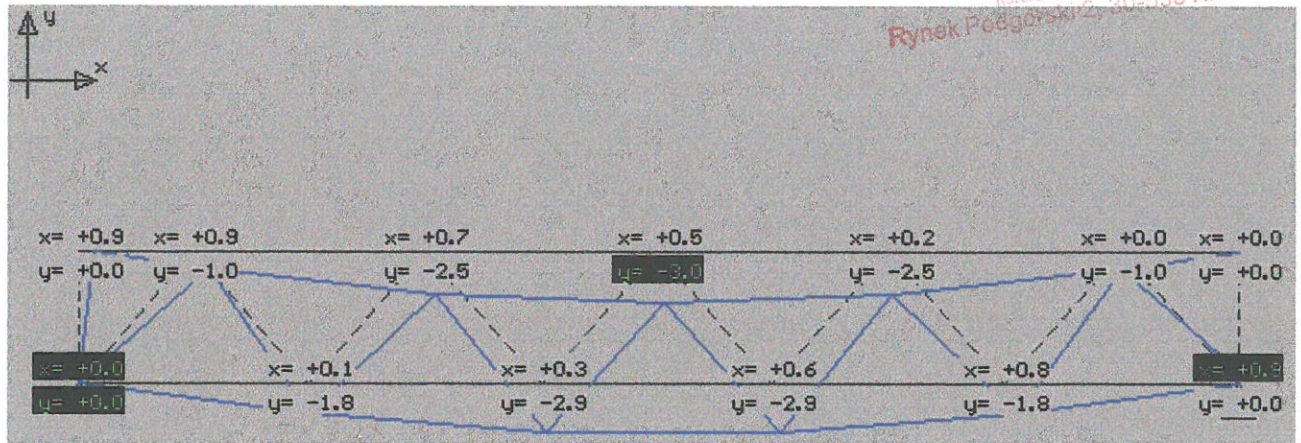 y
Rynek Podgórski 2,
x
x= +0.9 x= +0.9 x= +0.7 x= +0.5 x= +0.2 x= +0.0 x= +0.0
y= +0.0 y= -1.0 y= -2.5 y= -3.0 y= -2.5 y= -1.0 y= +0.0
x= +0.0 x= +0.1 x= +0.3 x= +0.6 x= +0.8 x= +0.9
y= +0.0 y= -1.8 y= -2.9 y= -2.9 y= -1.8 y= +0.0